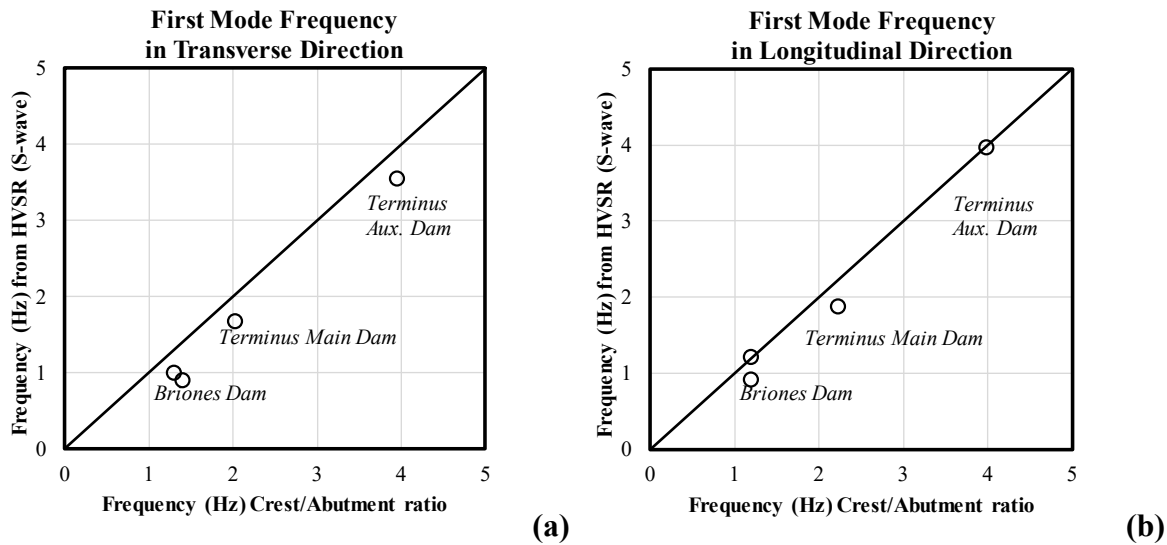 First Mode Frequency
in Transverse Direction
Frequency (Hz) from HVSR (S-wave)
5
4
3
2
1
0
Terminus
Aux. Dam
Terminus Main Dam
Briones Dam
0 1 2 3 4 5
Frequency (Hz) Crest/Abutment ratio
(a)
First Mode Frequency
in Longitudinal Direction
Frequency (Hz) from HVSR (S-wave)
5
4
3
2
1
0
Terminus
Aux. Dam
Terminus Main Dam
Briones Dam
0 1 2 3 4 5
Frequency (Hz) Crest/Abutment ratio
(b)